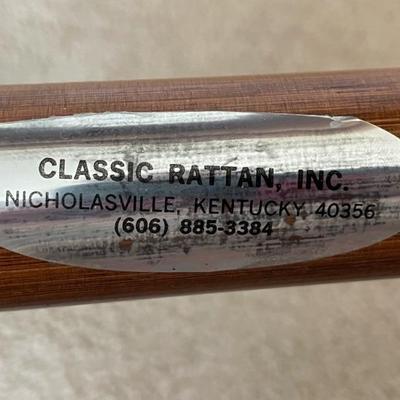 CLASSIC RATTAN, INC.
NICHOLASVILLE, KENTUCKY 40356
(606) 885-3384